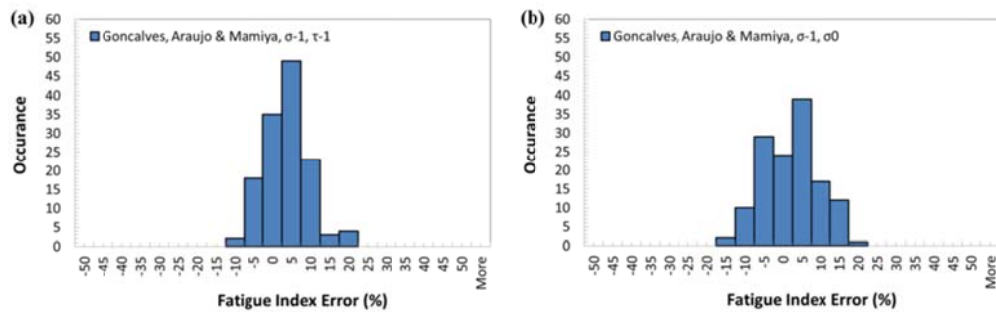 (a)
60
55
50
45
40
35
30
25
20
15
10
5
0
Occurance
Goncalves, Araujo & Mamiya, σ-1, τ-1
-50 -45 -40 -35 -30 -25 -20 -15 -10 -5 0 5 10 15 20 25 30 35 40 45 50 More
Fatigue Index Error (%)
(b)
60
55
50
45
40
35
30
25
20
15
10
5
0
Occurance
Goncalves, Araujo & Mamiya, σ-1, σ0
-50 -45 -40 -35 -30 -25 -20 -15 -10 -5 0 5 10 15 20 25 30 35 40 45 50 More
Fatigue Index Error (%)